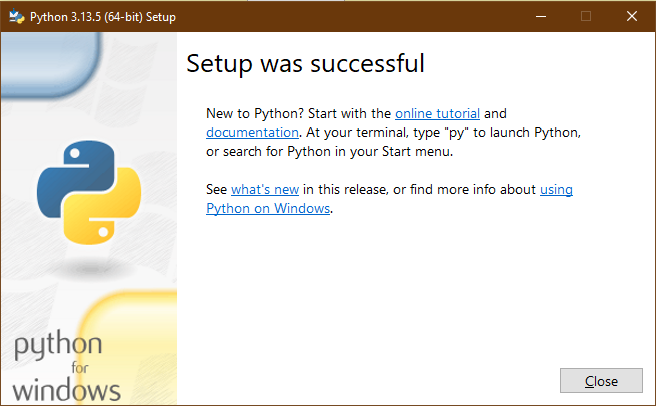 Python 3.13.5 (64-bit) Setup
Setup was successful
New to Python? Start with the online tutorial and
documentation. At your terminal, type "py" to launch Python,
or search for Python in your Start menu.
See what's new in this release, or find more info about using
Python on Windows.
python
for
windows
Close